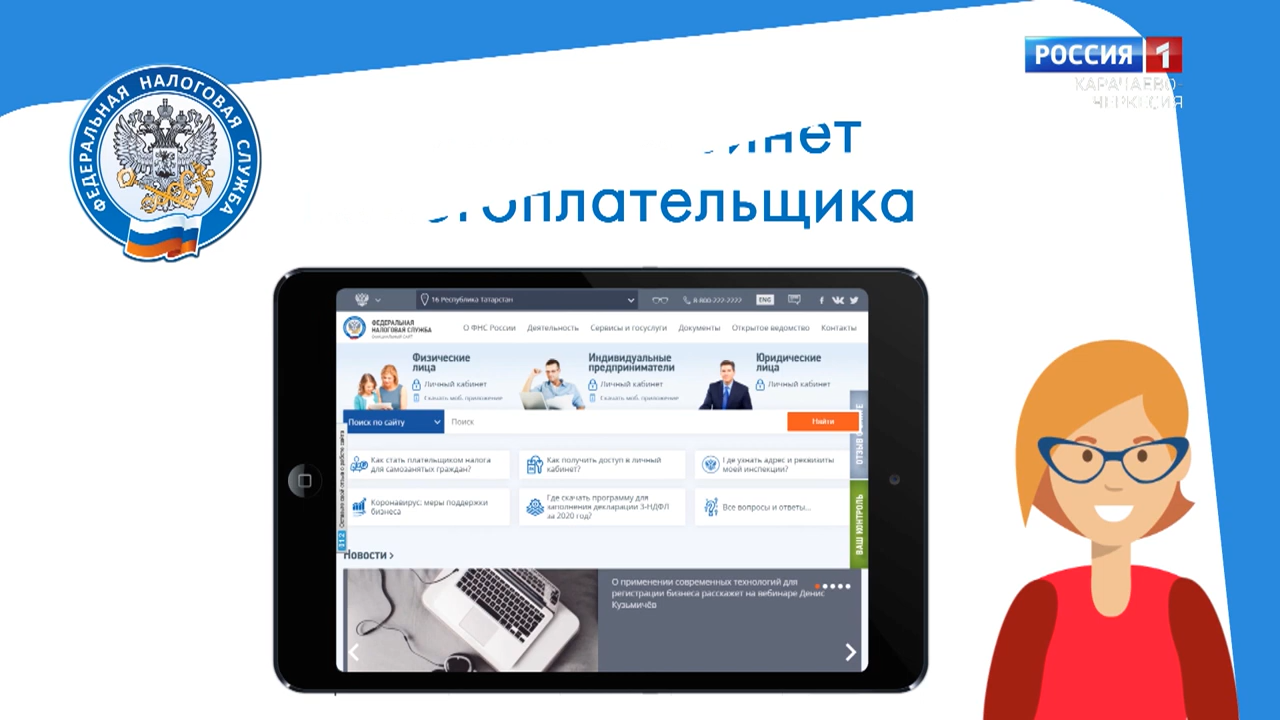 ФЕДЕРАЛЬНАЯ НАЛОГОВАЯ СЛУЖБА
РОССИЯ 1
КАРАЧАЕВО-
ЧЕРКЕСИЯ
16 Республика Татарстан
8-800-222-2222
ENG
ФЕДЕРАЛЬНАЯ
НАЛОГОВАЯ СЛУЖБА
О ФНС России
Деятельность
Сервисы и госуслуги
Документы
Открытое ведомство
Контакты
Физические
лица
Личный кабинет
Скачать моб. приложение
Индивидуальные
предприниматели
Личный кабинет
Скачать моб. приложение
Юридические
лица
Личный кабинет
Поиск по сайту
Поиск
Найти
Как стать плательщиком налога
для самозанятых граждан?
Как получить доступ в личный
кабинет?
Где узнать адрес и реквизиты
моей инспекции?
Коронавирус: меры поддержки
бизнеса
Где скачать программу для
заполнения декларации 3-НДФЛ
за 2020 год?
Все вопросы и ответы...
ВАШ КОНТРОЛЬ
Новости >
О применении современных технологий для
регистрации бизнеса расскажет на вебинаре Денис
Кузьмичёв